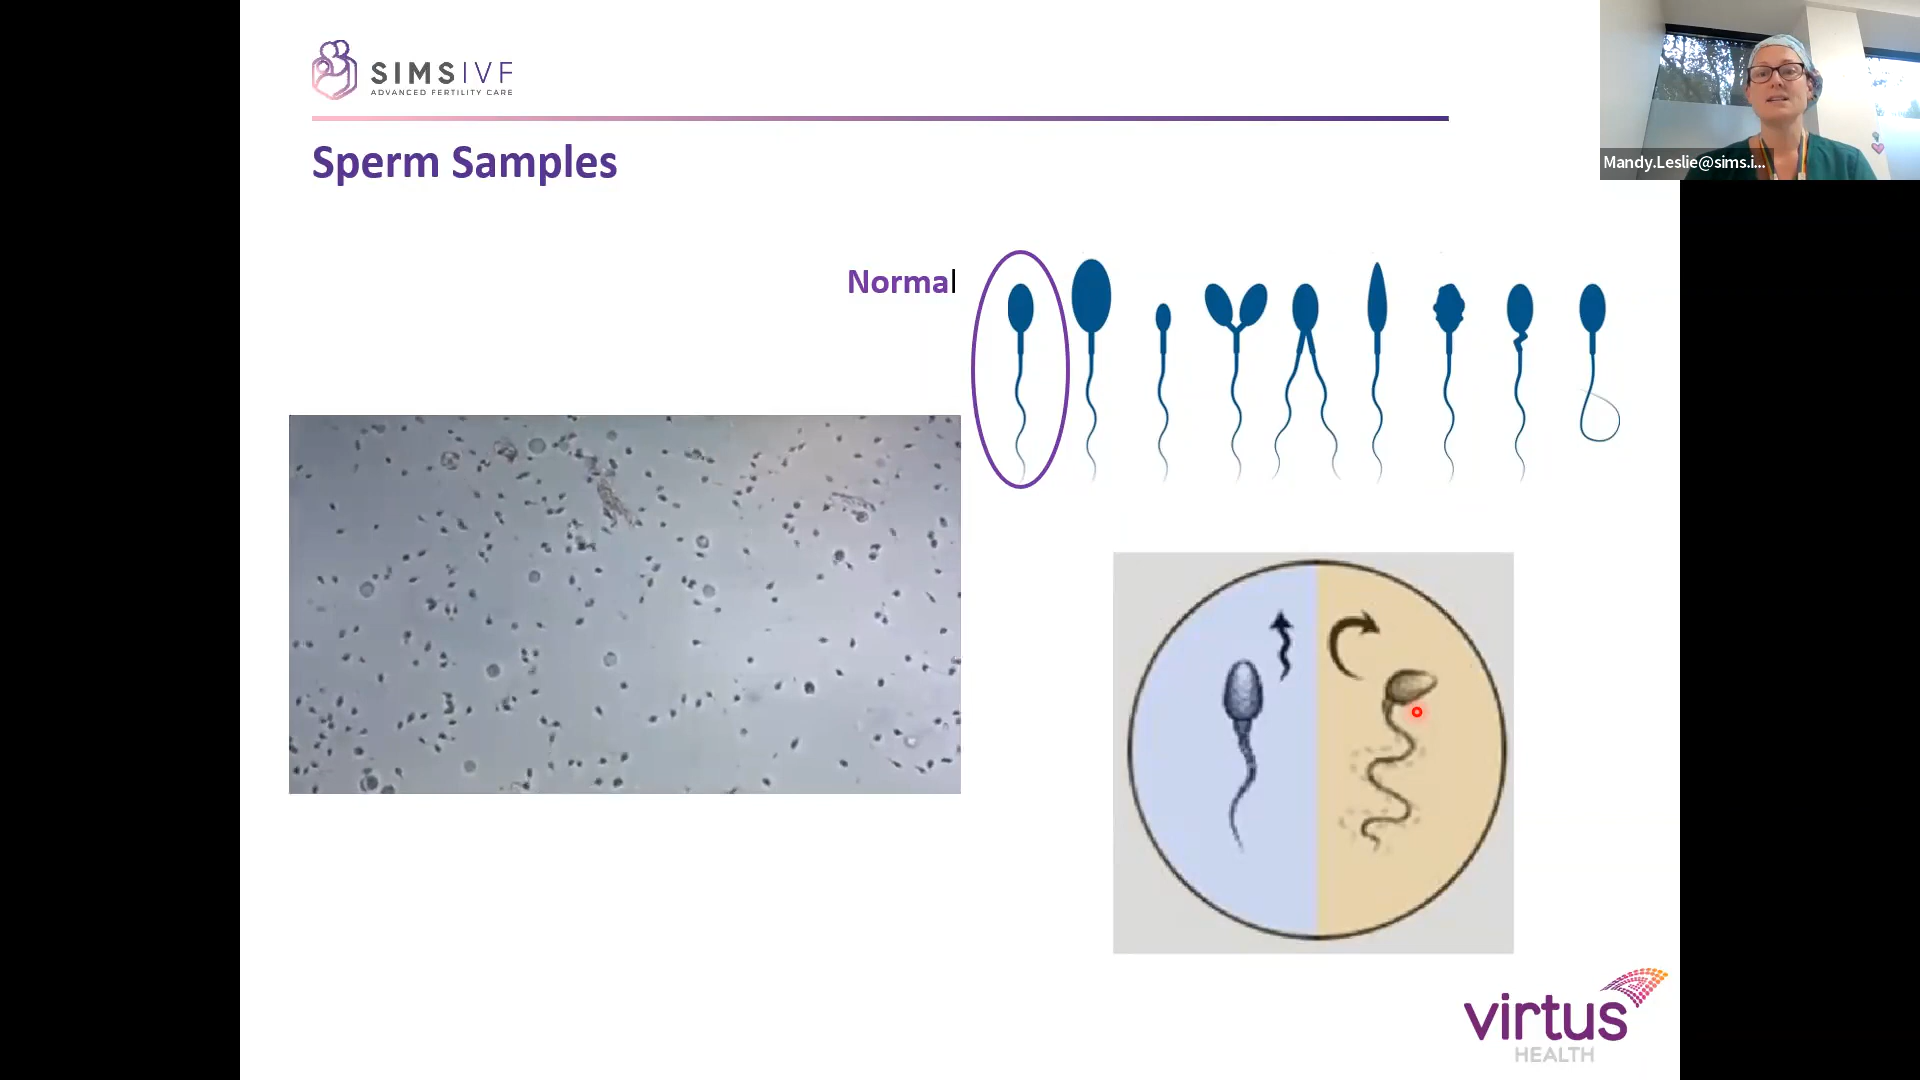 SIMSIVF
ADVANCED FERTILITY CARE
Mandy.Leslie@sims.i...
Sperm Samples
Normal
virtus
HEALTH